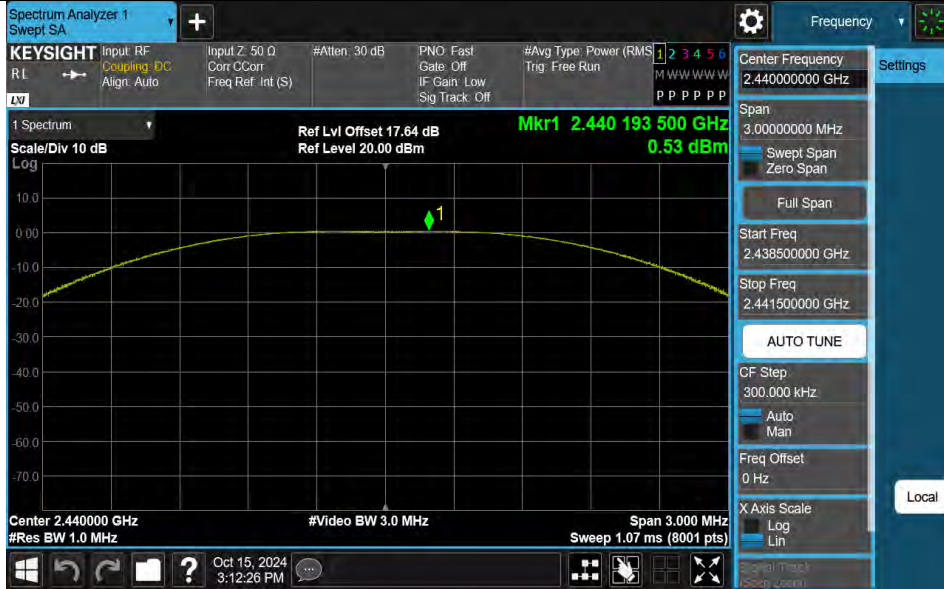 Spectrum Analyzer 1
Swept SA
+
Frequency
KEYSIGHT
RL
LXI
Input: RF
Coupling: DC
Align: Auto
Input Z: 50 Ω
Corr CCorr
Freq Ref: Int (S)
#Atten: 30 dB
PNO: Fast
Gate: Off
IF Gain: Low
Sig Track: Off
#Avg Type: Power (RMS
Trig: Free Run
1 2 3 4 5 6
M W W W W W
P P P P P P
Center Frequency
2.440000000 GHz
Settings
1 Spectrum
Scale/Div 10 dB
Log
Ref Lvl Offset 17.64 dB
Ref Level 20.00 dBm
Mkr1 2.440 193 500 GHz
0.53 dBm
Span
3.00000000 MHz
Swept Span
Zero Span
Full Span
Start Freq
2.438500000 GHz
Stop Freq
2.441500000 GHz
AUTO TUNE
CF Step
300.000 kHz
Auto
Man
Freq Offset
0 Hz
X Axis Scale
Log
Lin
Signal Track
(Span Zoom)
Local
1
10.0
0.00
-10.0
-20.0
-30.0
-40.0
-50.0
-60.0
-70.0
Center 2.440000 GHz
#Res BW 1.0 MHz
#Video BW 3.0 MHz
Span 3.000 MHz
Sweep 1.07 ms (8001 pts)
?
Oct 15, 2024
3:12:26 PM